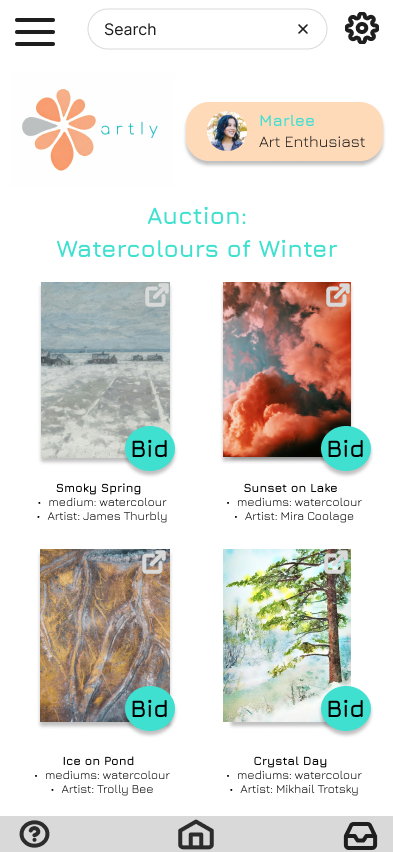 Search
artly
Marlee
Art Enthusiast
Auction:
Watercolours of Winter
Bid
Bid
Smoky Spring
• medium: watercolour
• Artist: James Thurbly
Sunset on Lake
• mediums: watercolour
• Artist: Mira Coolage
Bid
Bid
Ice on Pond
• mediums: watercolour
• Artist: Trolly Bee
Crystal Day
• mediums: watercolour
• Artist: Mikhail Trotsky